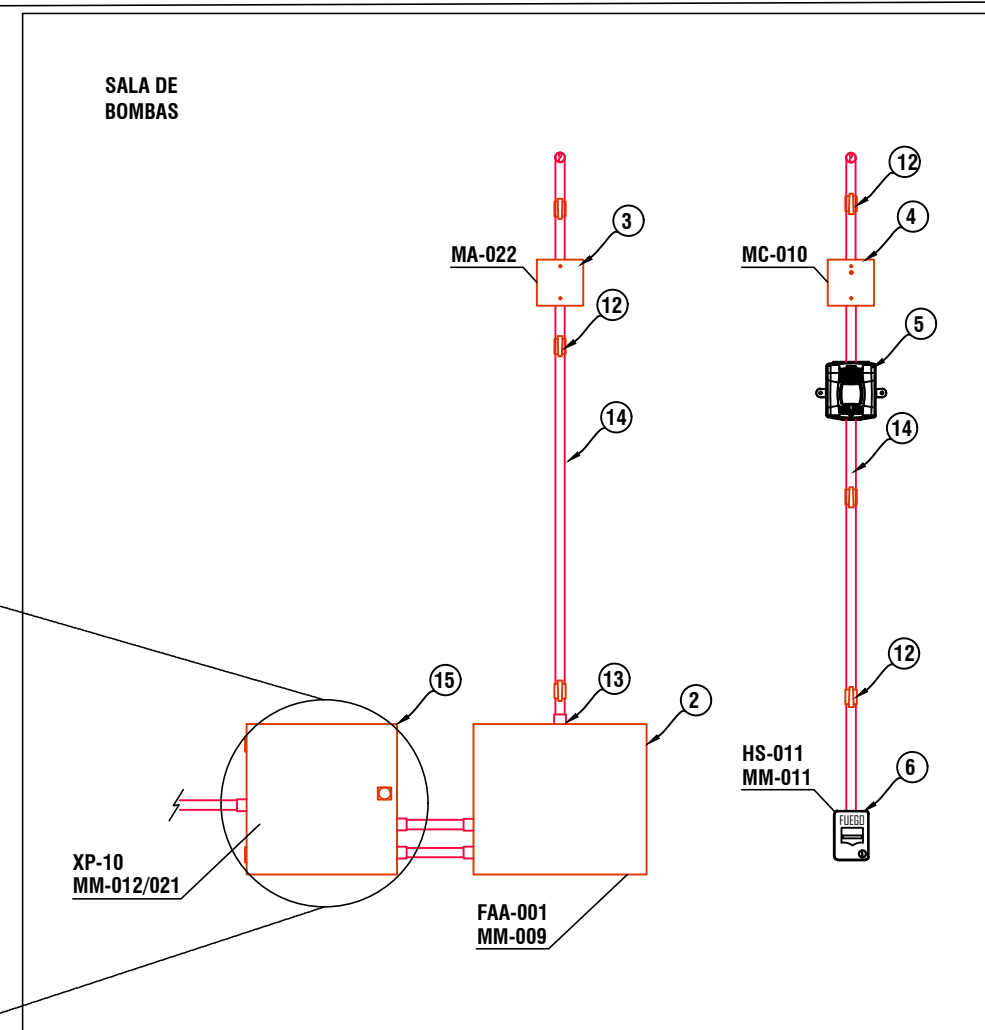 SALA DE
BOMBAS
12
3
4
MA-022
MC-010
12
5
14
14
12
15
13
2
HS-011
MM-011
6
FUEGO
XP-10
MM-012/021
FAA-001
MM-009